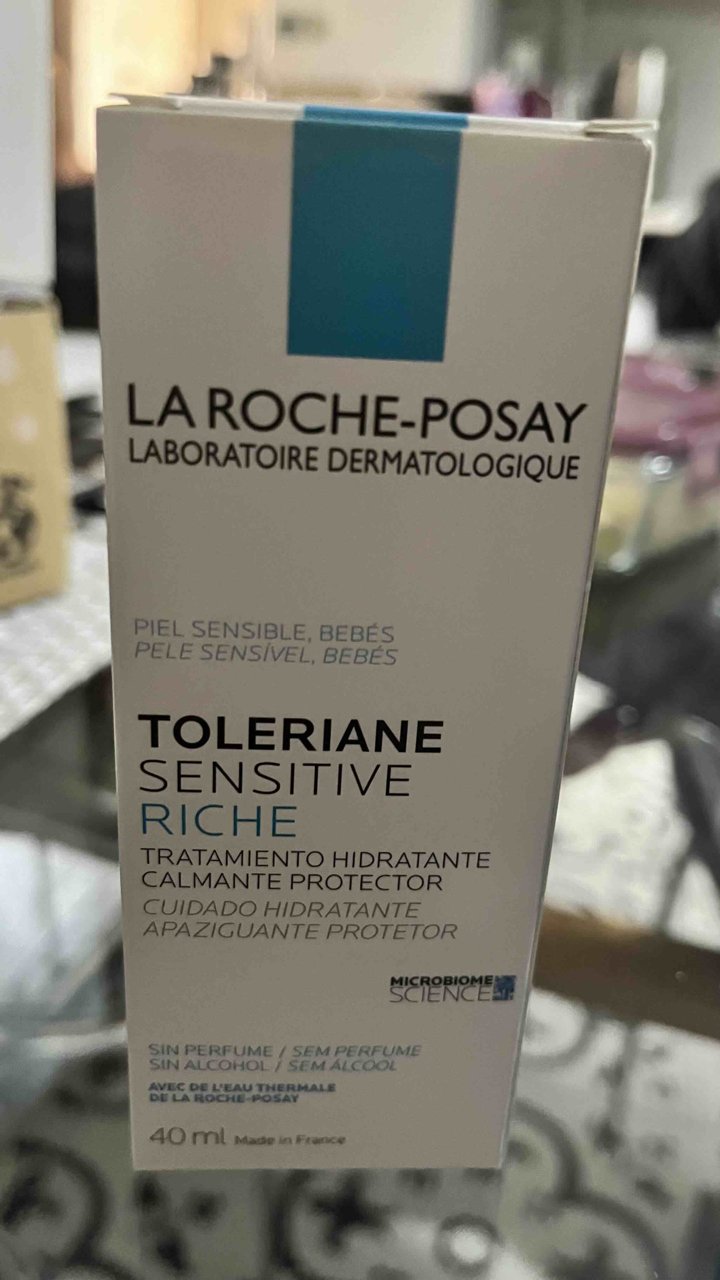 LA ROCHE-POSAY
LABORATOIRE DERMATOLOGIQUE
PIEL SENSIBLE, BEBÉS
PELE SENSÍVEL, BEBÉS
TOLERIANE
SENSITIVE
RICHE
TRATAMIENTO HIDRATANTE
CALMANTE PROTECTOR
CUIDADO HIDRATANTE
APAZIGUANTE PROTETOR
MICROBIOME
SCIENCE
SIN PERFUME / SEM PERFUME
SIN ALCOHOL / SEM ÁLCOOL
AVEC DE L'EAU THERMALE
DE LA ROCHE-POSAY
40 ml Made in France